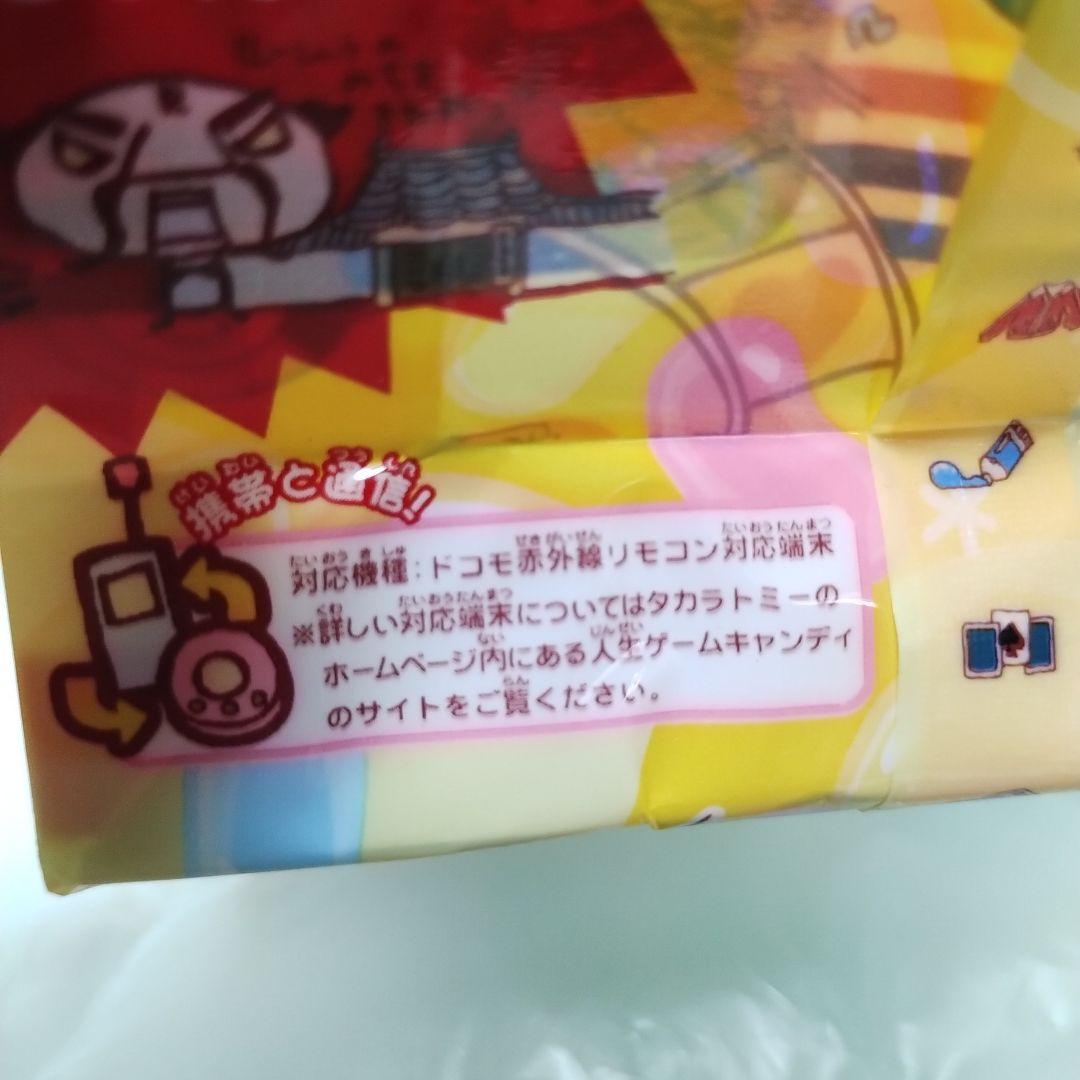 携帯と通信!
対応機種:ドコモ赤外線リモコン対応端末
※詳しい対応端末についてはタカラトミーの
ホームページ内にある人生ゲームキャンディ
のサイトをご覧ください。